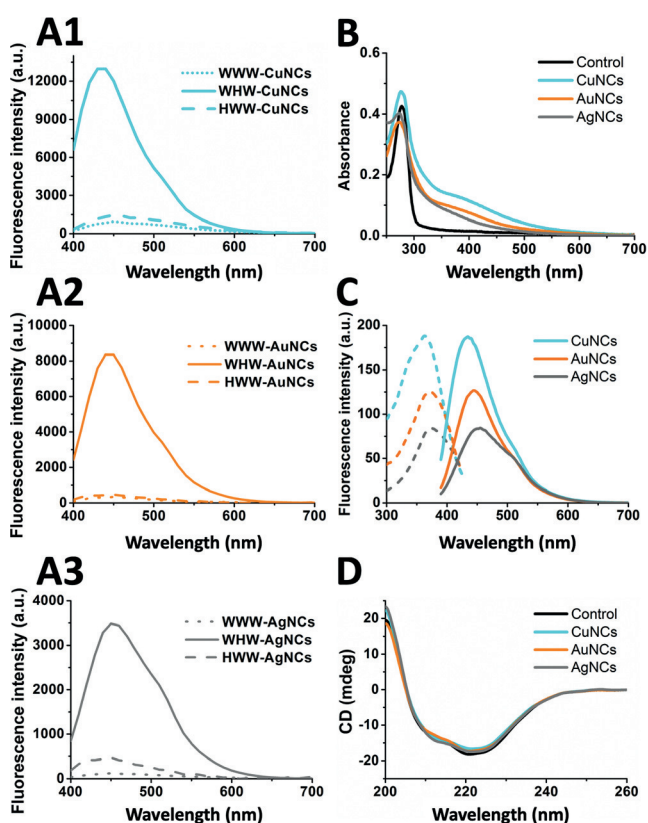 A1
Fluorescence intensity (a.u.)
12000
9000
6000
3000
0
400 500 600 700
Wavelength (nm)
WWW-CuNCs
WHW-CuNCs
HWW-CuNCs
B
Absorbance
0.6
0.4
0.2
0.0
300 400 500 600 700
Wavelength (nm)
Control
CuNCs
AuNCs
AgNCs
A2
Fluorescence intensity (a.u.)
10000
8000
6000
4000
2000
0
400 500 600 700
Wavelength (nm)
WWW-AuNCs
WHW-AuNCs
HWW-AuNCs
C
Fluorescence intensity (a.u.)
200
150
100
50
0
300 400 500 600 700
Wavelength (nm)
CuNCs
AuNCs
AgNCs
A3
Fluorescence intensity (a.u.)
4000
3000
2000
1000
0
400 500 600 700
Wavelength (nm)
WWW-AgNCs
WHW-AgNCs
HWW-AgNCs
D
CD (mdeg)
20
10
0
-10
-20
200 220 240 260
Wavelength (nm)
Control
CuNCs
AuNCs
AgNCs